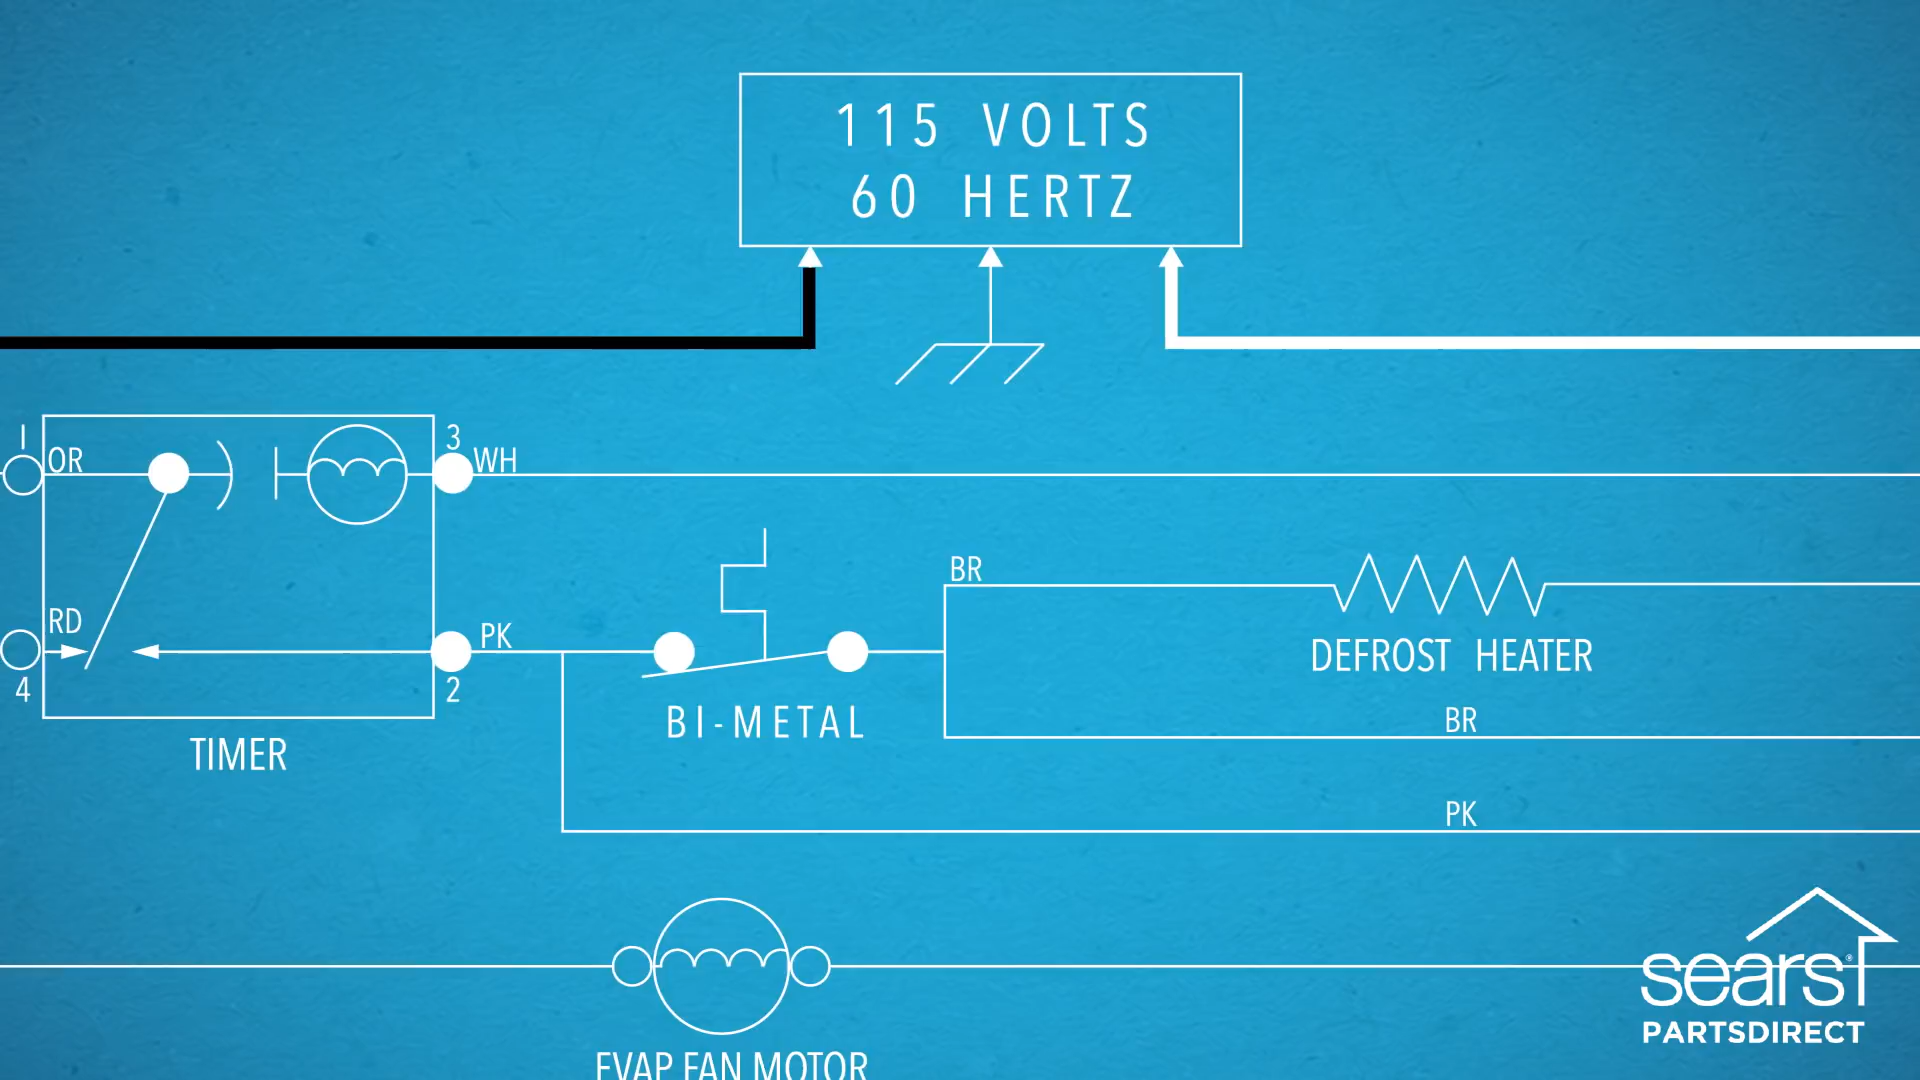 115 VOLTS
60 HERTZ
1
OR
3
WH
RD
4
PK
2
TIMER
BI-METAL
BR
DEFROST HEATER
BR
PK
EVAP FAN MOTOR
sears®
PARTSDIRECT